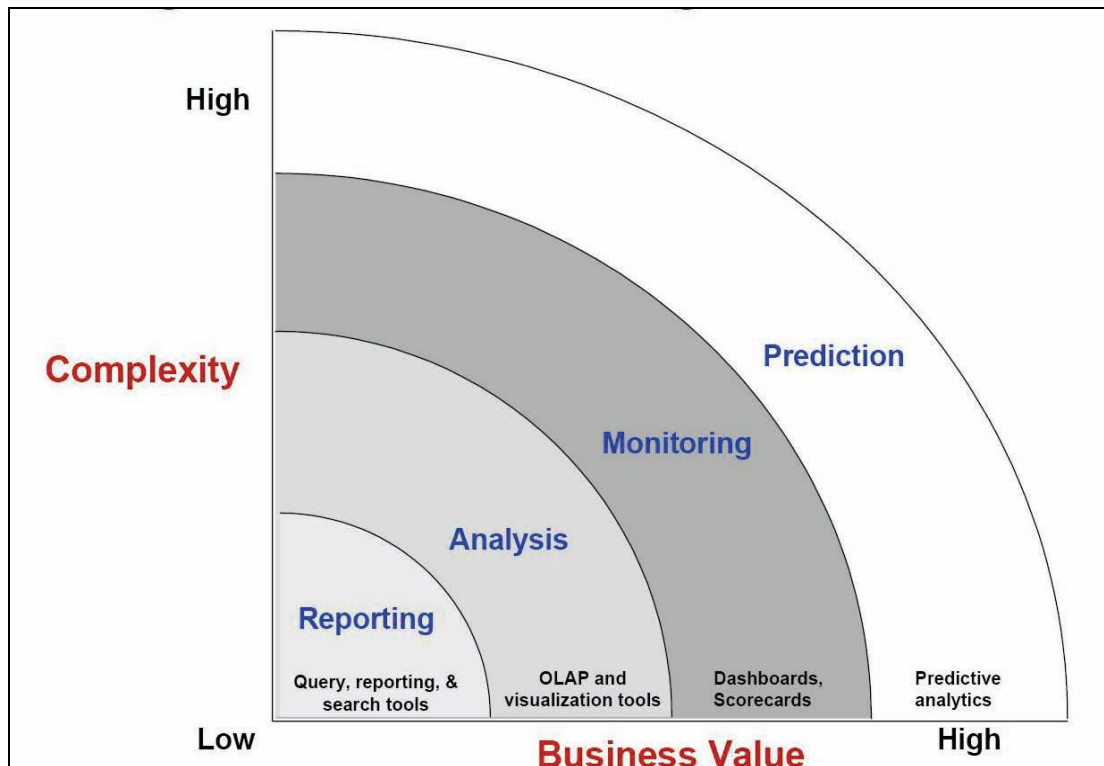 High
Complexity
Prediction
Monitoring
Analysis
Reporting
Query, reporting, &
search tools
OLAP and
visualization tools
Dashboards,
Scorecards
Predictive
analytics
Low
Business Value
High